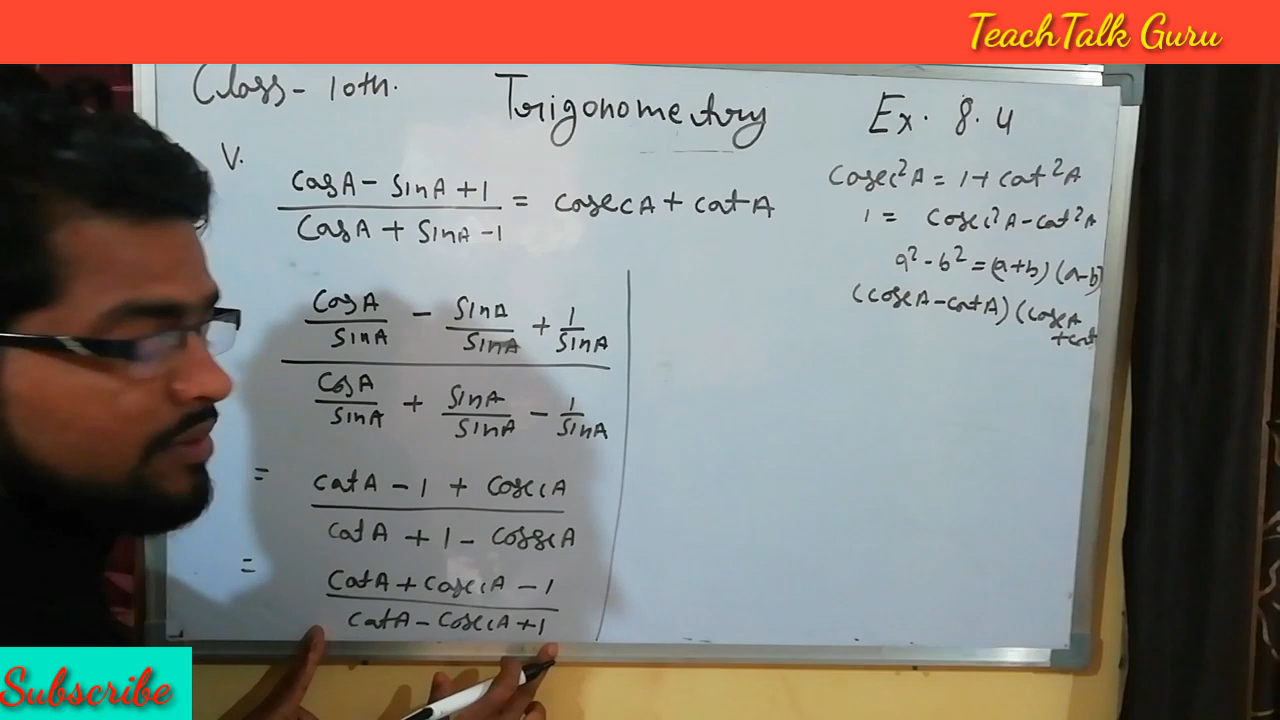 TeachTalk Guru
Class - 10th. Trigonometry Ex. 8.4
V.
CosA - SinA + 1 / CosA + SinA - 1 = CosecA + CotA
CosA/SinA - SinA/SinA + 1/SinA
CosA/SinA + SinA/SinA - 1/SinA
= CotA - 1 + CosecA
CotA + 1 - CosecA
= CotA + CosecA - 1
CotA - CosecA + 1
Cosec²A = 1 + Cot²A
1 = Cosec²A - Cot²A
a² - b² = (a+b) (a-b)
(CosecA - CotA) (CosecA
+Cot
Subscribe